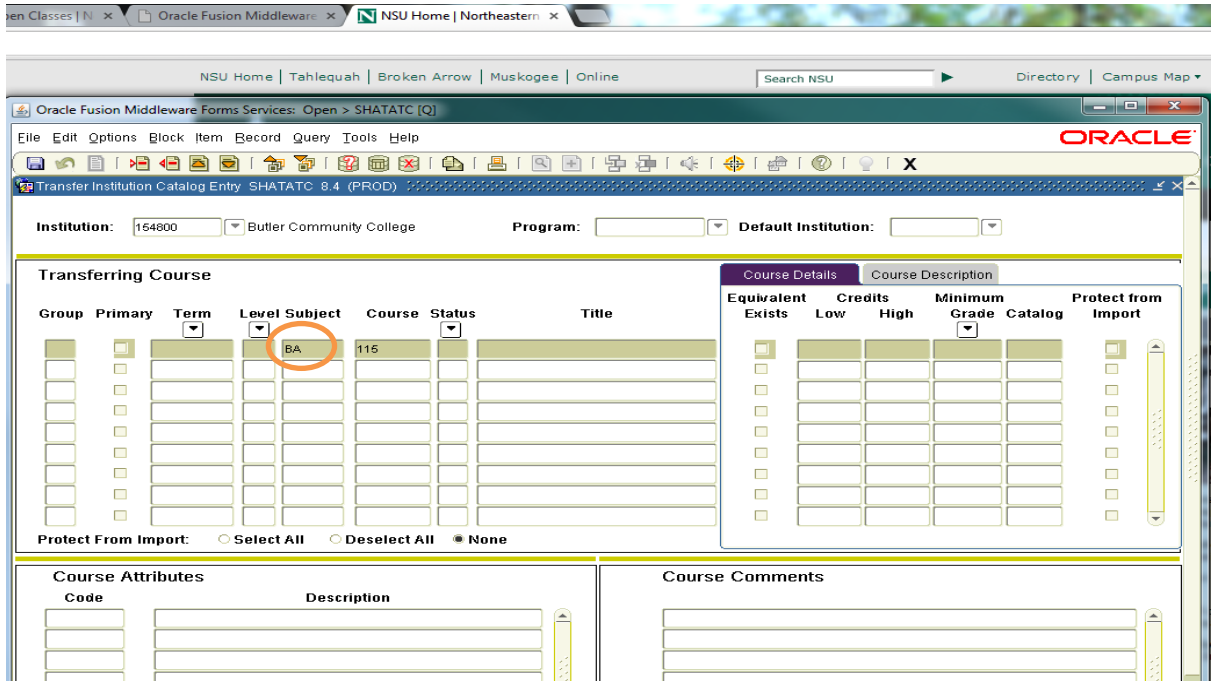 pen Classes | N × Oracle Fusion Middleware × NSU Home | Northeastern ×
NSU Home | Tahlequah | Broken Arrow | Muskogee | Online Search NSU Directory | Campus Map
Oracle Fusion Middleware Forms Services: Open > SHATATC [Q]
File Edit Options Block Item Record Query Tools Help ORACLE
X
Transfer Institution Catalog Entry SHATATC 8.4 (PROD)
Institution: 154800 Butler Community College Program: Default Institution:
Transferring Course Course Details Course Description
Equivalent Credits Minimum Protect from
Group Primary Term Level Subject Course Status Title Exists Low High Grade Catalog Import
BA 115
Protect From Import: Select All Deselect All None
Course Attributes Course Comments
Code Description